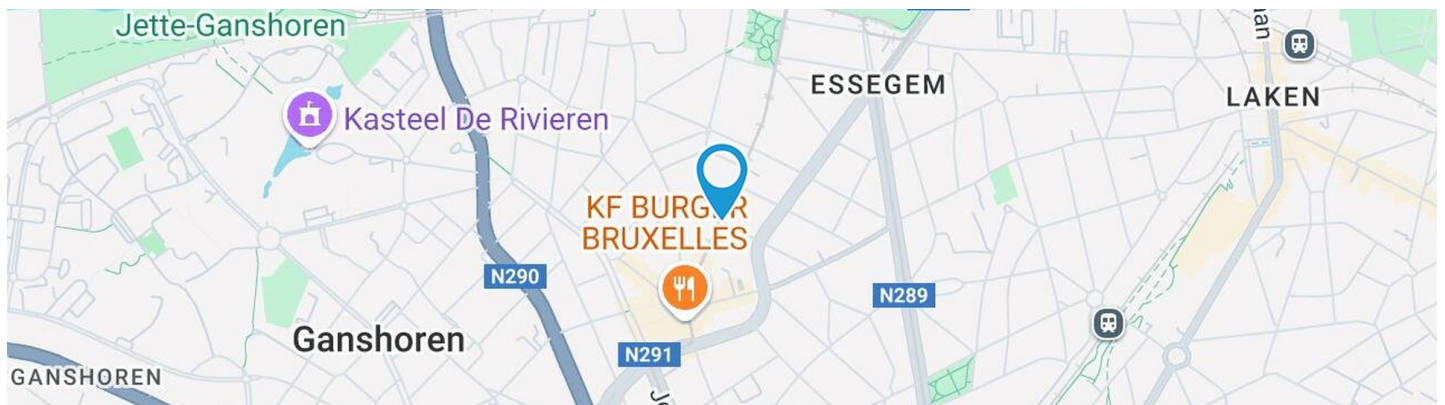 Jette-Ganshoren
ESSEGEM
LAKEN
Kasteel De Rivieren
KF BURGER
BRUXELLES
N290
N289
Ganshoren
N291
GANSHOREN